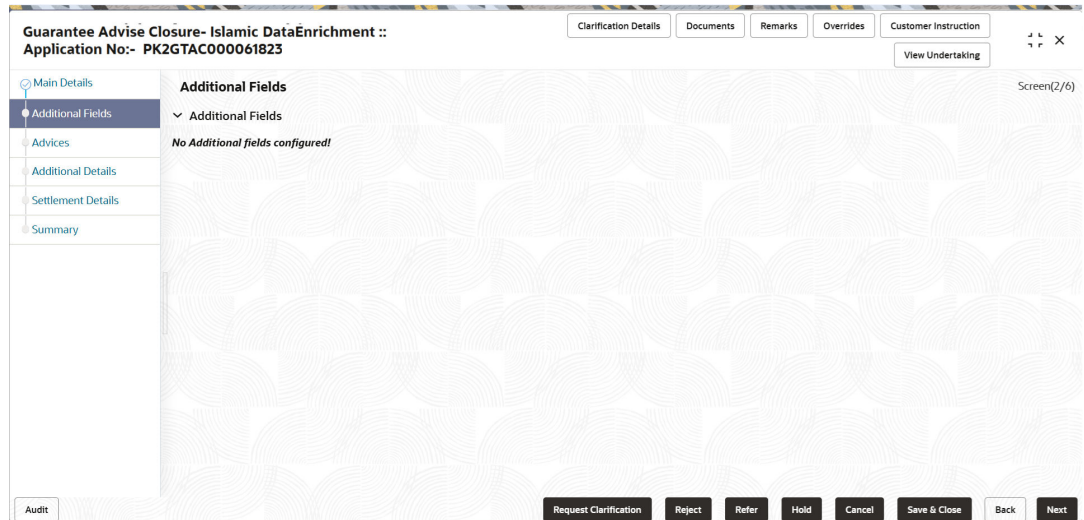 Guarantee Advise Closure- Islamic DataEnrichment ::
Application No:- PK2GTAC000061823
Clarification Details
Documents
Remarks
Overrides
Customer Instruction
View Undertaking
Main Details
Additional Fields
Advices
Additional Details
Settlement Details
Summary
Additional Fields
Screen(2/6)
Additional Fields
No Additional fields configured!
Audit
Request Clarification
Reject
Refer
Hold
Cancel
Save & Close
Back
Next